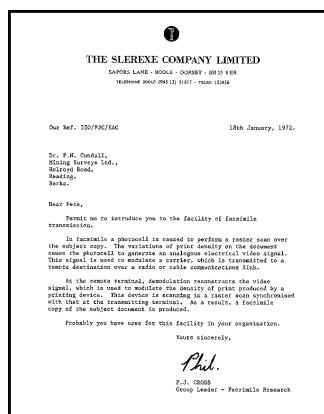 THE SLEREXE COMPANY LIMITED
SAPORS LANE - BOOLE - DORSET - BH 25 8 ER
TELEPHONE BOOLE (945 13) 51617 - TELEX 123456
Our Ref. 350/PJC/EAC 18th January, 1972.
Dr. P.N. Cundall,
Mining Surveys Ltd.,
Holroyd Road,
Reading,
Berks.
Dear Pete,
Permit me to introduce you to the facility of facsimile
transmission.
In facsimile a photocell is caused to perform a raster scan over
the subject copy. The variations of print density on the document
cause the photocell to generate an analogous electrical video signal.
This signal is used to modulate a carrier, which is transmitted to a
remote destination over a radio or cable communications link.
At the remote terminal, demodulation reconstructs the video
signal, which is used to modulate the density of print produced by a
printing device. This device is scanning in a raster scan synchronised
with that at the transmitting terminal. As a result, a facsimile
copy of the subject document is produced.
Probably you have uses for this facility in your organisation.
Yours sincerely,
Phil.
P.J. CROSS
Group Leader - Facsimile Research